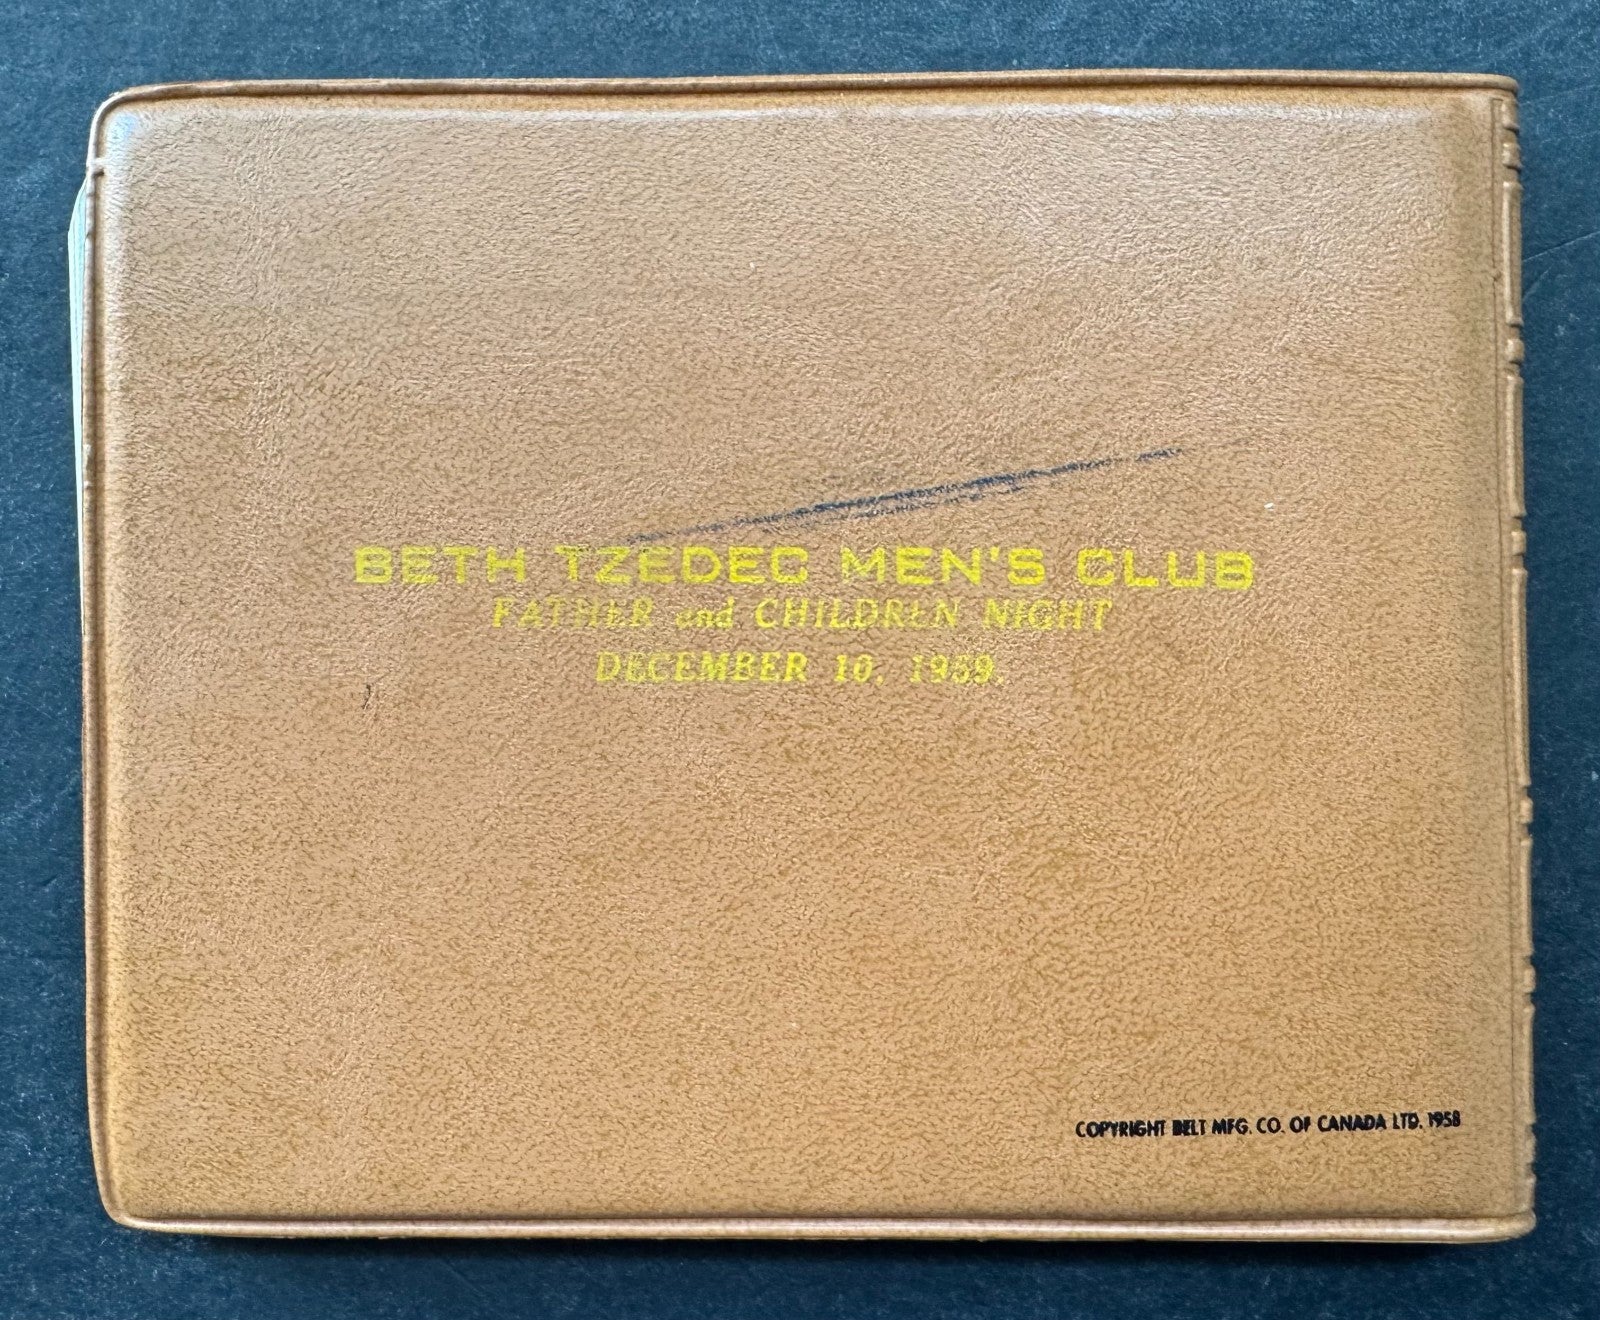 BETH TZEDEC MEN'S CLUB
FATHER and CHILDREN NIGHT
DECEMBER 10, 1959.
COPYRIGHT BELT MFG. CO. OF CANADA LTD. 1958